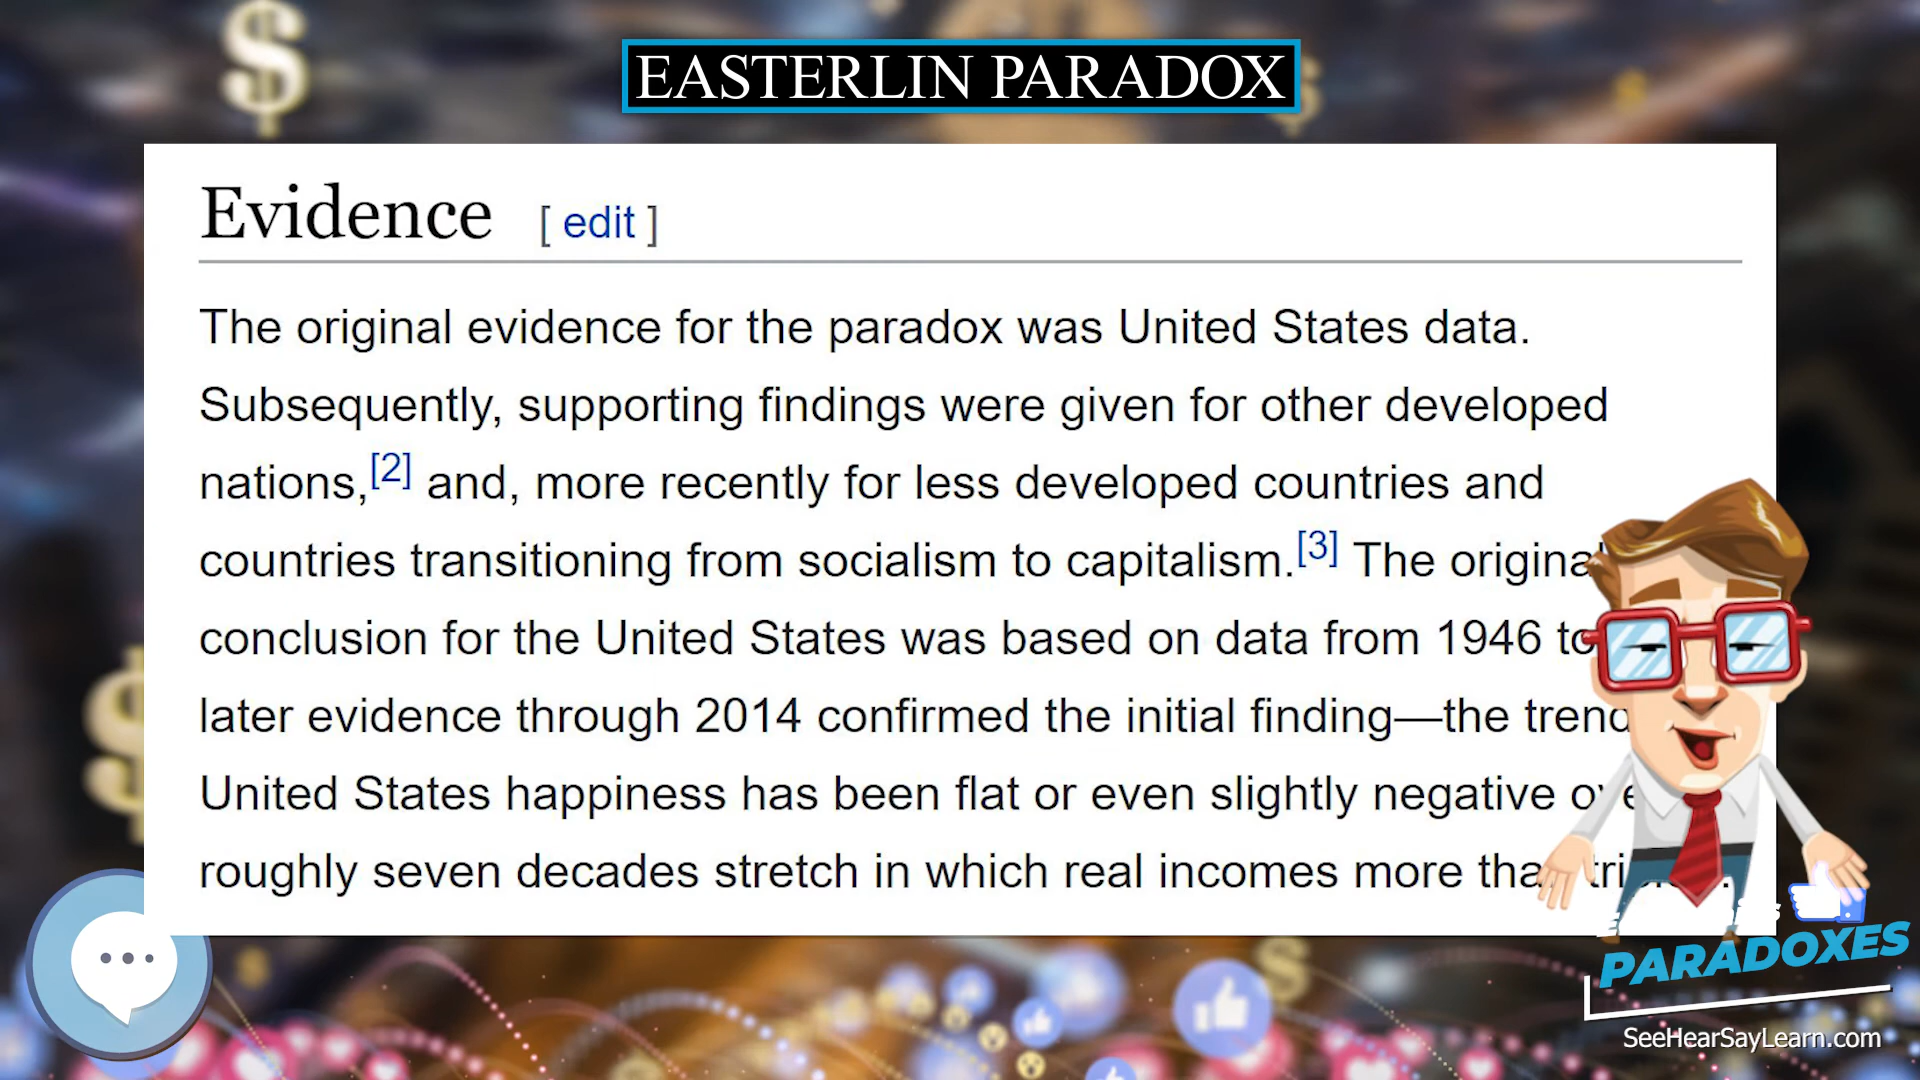 EASTERLIN PARADOX
Evidence [ edit ]
The original evidence for the paradox was United States data.
Subsequently, supporting findings were given for other developed
nations,[2] and, more recently for less developed countries and
countries transitioning from socialism to capitalism.[3] The original
conclusion for the United States was based on data from 1946 to
later evidence through 2014 confirmed the initial finding—the trend
United States happiness has been flat or even slightly negative over
roughly seven decades stretch in which real incomes more than
PARADOXES
SeeHearSayLearn.com